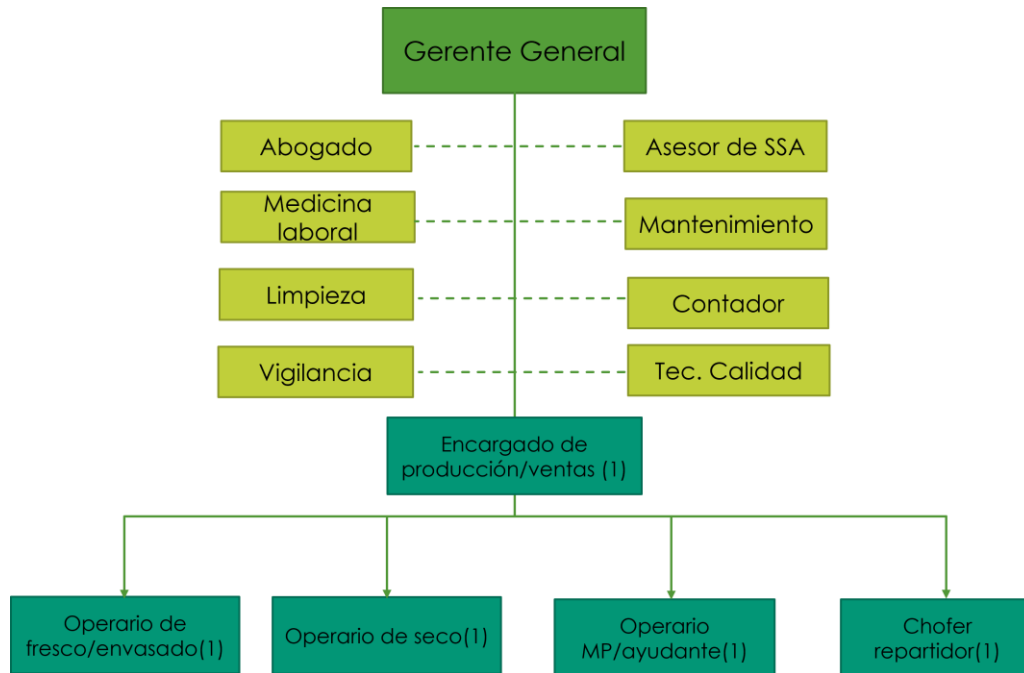 Gerente General
Abogado
Asesor de SSA
Medicina
laboral
Mantenimiento
Limpieza
Contador
Vigilancia
Tec. Calidad
Encargado de
producción/ventas (1)
Operario de
fresco/envasado(1)
Operario de seco(1)
Operario
MP/ayudante(1)
Chofer
repartidor(1)